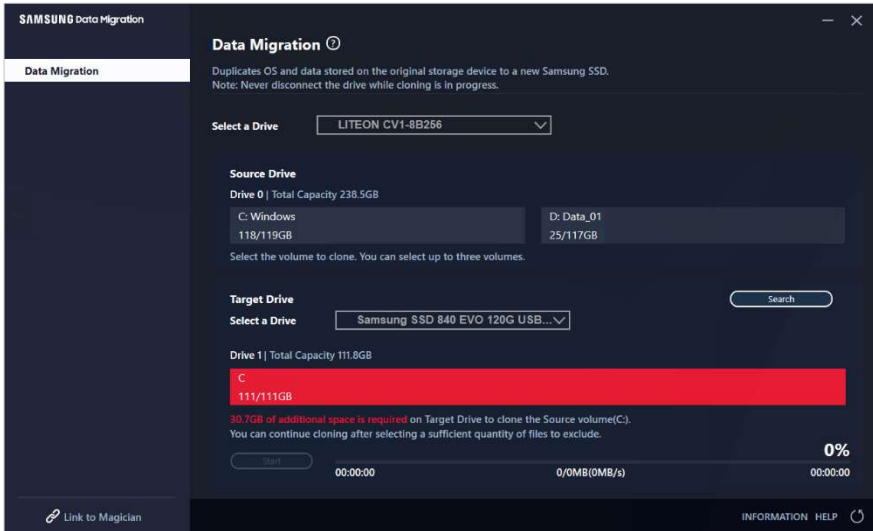 SAMSUNG Data Migration
Data Migration
Data Migration ?
Duplicates OS and data stored on the original storage device to a new Samsung SSD.
Note: Never disconnect the drive while cloning is in progress.
Select a Drive LITEON CV1-8B256
Source Drive
Drive 0 | Total Capacity 238.5GB
C: Windows
118/119GB
D: Data_01
25/117GB
Select the volume to clone. You can select up to three volumes.
Target Drive
Search
Select a Drive Samsung SSD 840 EVO 120G USB...
Drive 1 | Total Capacity 111.8GB
C
111/111GB
30.7GB of additional space is required on Target Drive to clone the Source volume(C:).
You can continue cloning after selecting a sufficient quantity of files to exclude.
0%
Start
00:00:00 0/0MB(0MB/s) 00:00:00
Link to Magician
INFORMATION HELP